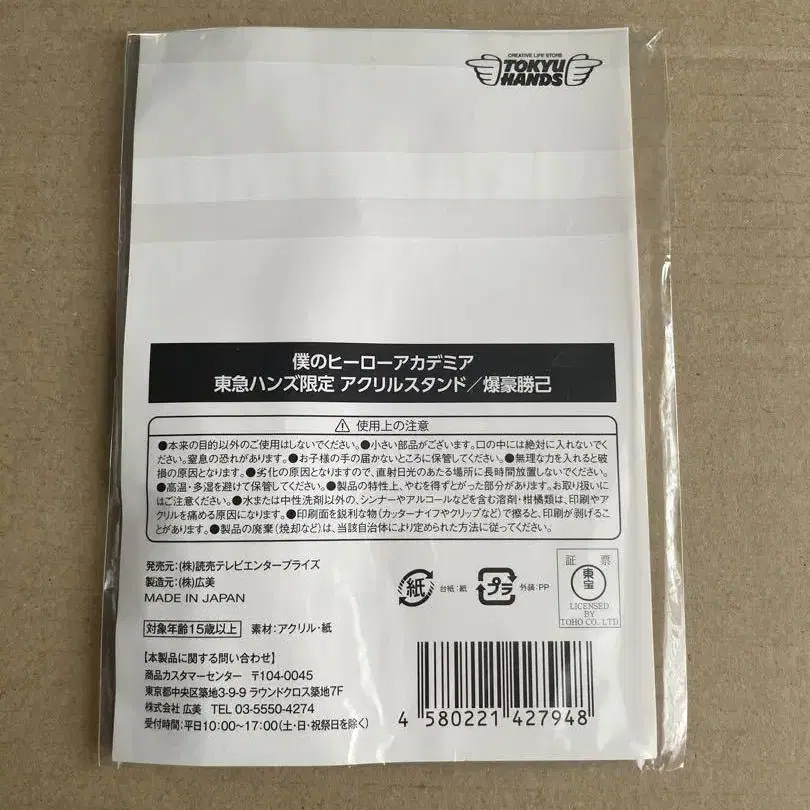 CREATIVE LIFE STORE
TOKYU
HANDS
僕のヒーローアカデミア
東急ハンズ限定 アクリルスタンド／爆豪勝己
⚠ 使用上の注意
●本来の目的以外のご使用はしないでください。●小さい部品がございます。口の中には絶対に入れないでく
ださい。窒息の恐れがあります。●お子様の手の届かないところに保管してください。●無理な力を入れると破
損の原因となります。●劣化の原因となりますので、直射日光のあたる場所に長時間放置しないでください。
●高温・多湿を避けて保管してください。●製品の特性上、やむを得ずとがった部分があります。お取り扱いに
はご注意ください。●水または中性洗剤以外の、シンナーやアルコールなどを含む溶剤・柑橘類は、印刷やア
クリルを痛める原因になります。●印刷面を鋭利な物（カッターナイフやクリップなど）で擦ると、印刷が剥げるこ
とがあります。●製品の廃棄（焼却など）は、当該自治体により定められた方法に従ってください。
発売元：（株）読売テレビエンタープライズ
製造元：（株）広美
MADE IN JAPAN
紙
台紙：紙
プラ
外装：PP
証 票
東宝
LICENSED
BY
TOHO CO. LTD
対象年齢15歳以上 素材：アクリル・紙
【本製品に関する問い合わせ】
商品カスタマーセンター 〒104-0045
東京都中央区築地3-9-9 ラウンドクロス築地7F
株式会社 広美 TEL 03-5550-4274
受付時間：平日10:00〜17:00（土・日・祝祭日を除く）
4 580221 427948